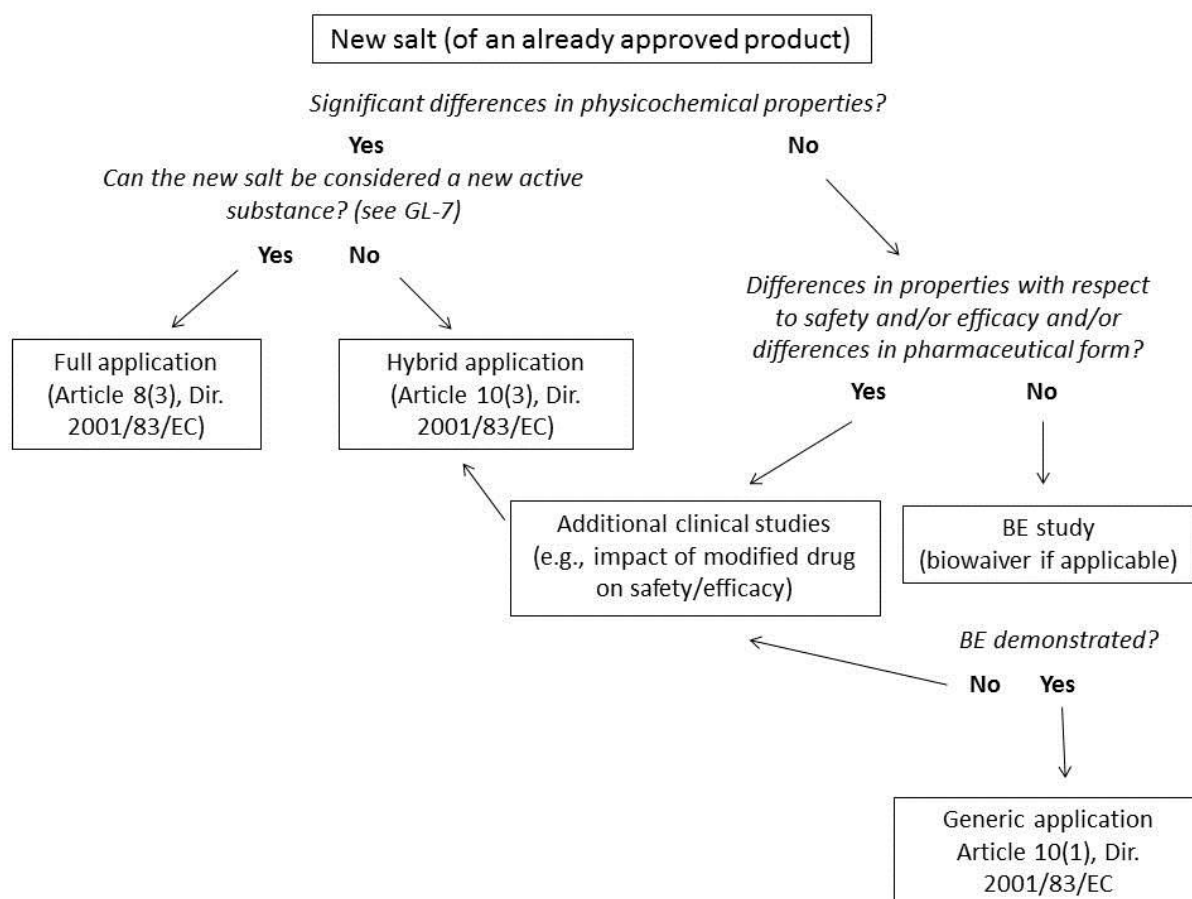 New salt (of an already approved product)
Significant differences in physicochemical properties?
Yes
No
Can the new salt be considered a new active
substance? (see GL-7)
Yes
No
Differences in properties with respect
to safety and/or efficacy and/or
differences in pharmaceutical form?
Full application
(Article 8(3), Dir.
2001/83/EC)
Hybrid application
(Article 10(3), Dir.
2001/83/EC)
Yes
No
Additional clinical studies
(e.g., impact of modified drug
on safety/efficacy)
BE study
(biowaiver if applicable)
BE demonstrated?
No
Yes
Generic application
Article 10(1), Dir.
2001/83/EC